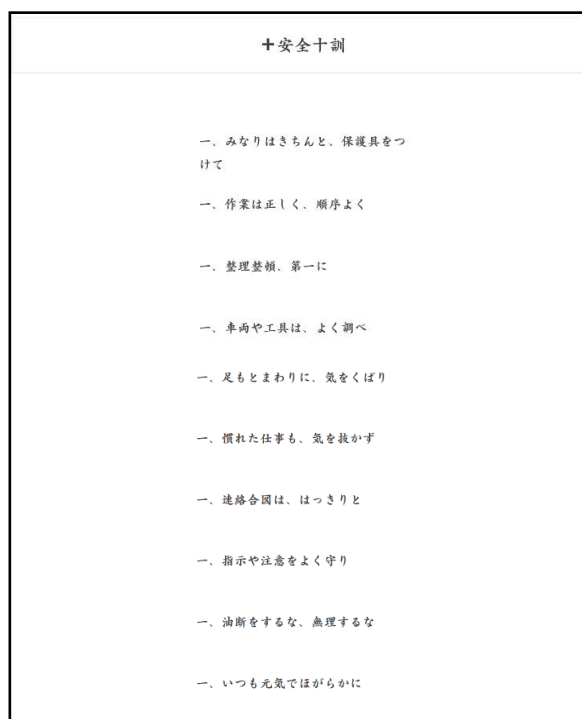 ✚安全十訓
一、みなりはきちんと、保護具をつ
けて
一、作業は正しく、順序よく
一、整理整頓、第一に
一、車両や工具は、よく調べ
一、足もとまわりに、気をくばり
一、慣れた仕事も、気を抜かず
一、連絡合図は、はっきりと
一、指示や注意をよく守り
一、油断をするな、無理するな
一、いつも元気でほがらかに